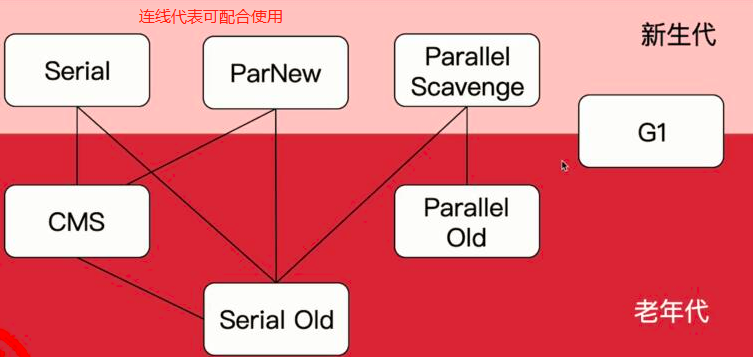 连线代表可配合使用
新生代
Serial
ParNew
Parallel
Scavenge
G1
CMS
Parallel
Old
Serial Old
老年代